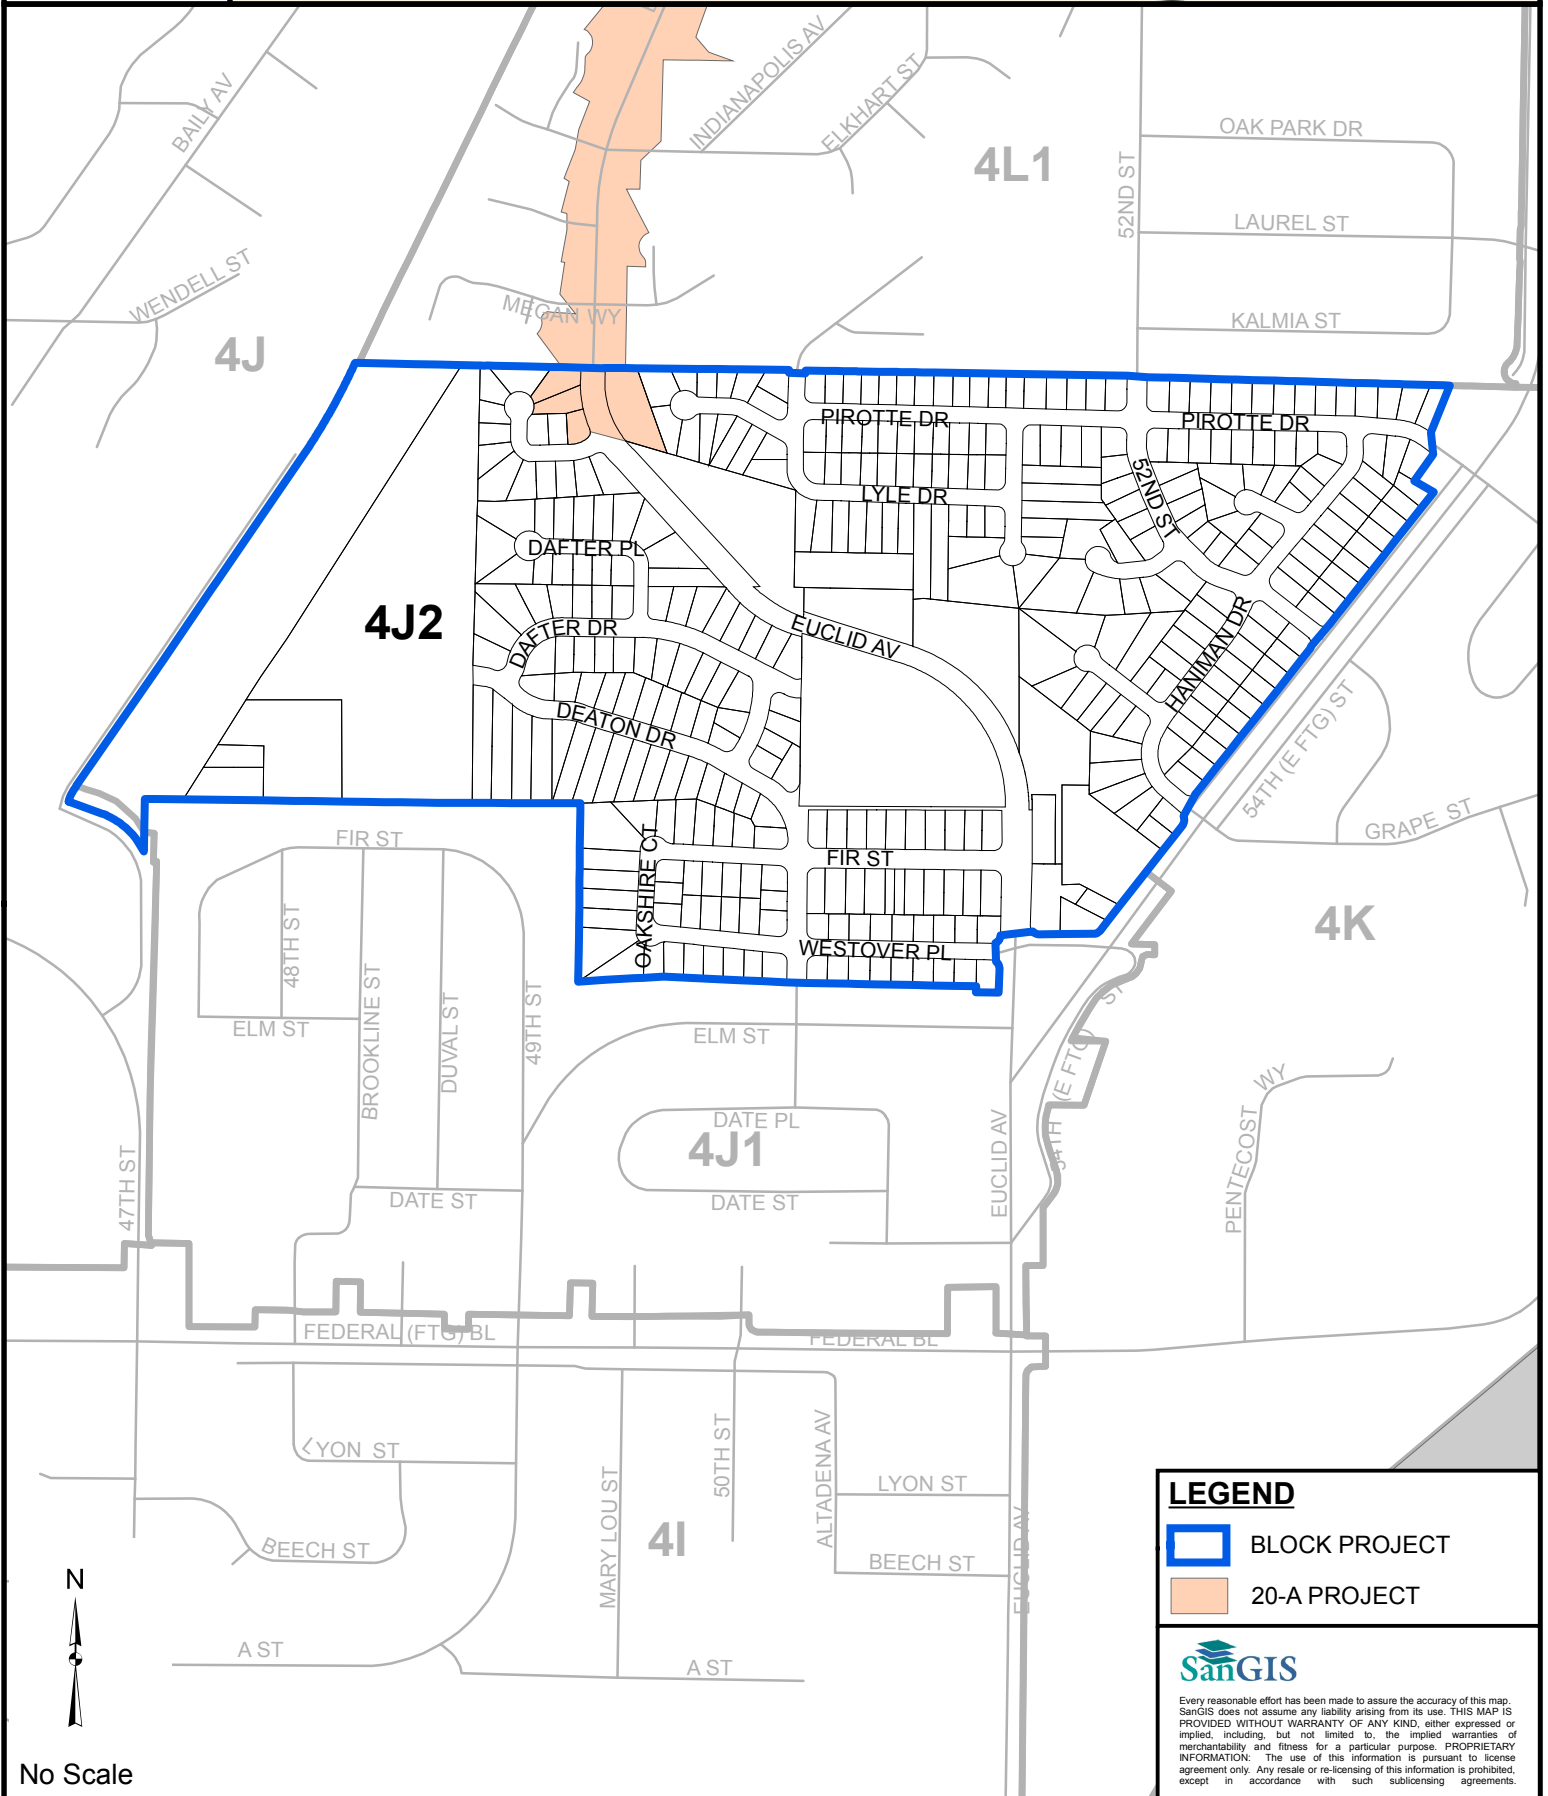 INDIANAPOLIS AV
BAILY AV
ELKHART ST
OAK PARK DR
4L1
52ND ST
LAUREL ST
WENDELL ST
MEGAN WY
KALMIA ST
4J
PIROTTE DR
PIROTTE DR
LYLE DR
52ND ST
DAFTER PL
4J2
DAFTER DR
EUCLID AV
HANIMAN DR
DEATON DR
54TH (E FTG) ST
GRAPE ST
FIR ST
FIR ST
OAKSHIRE CT
48TH ST
4K
WESTOVER PL
BROOKLINE ST
DUVAL ST
49TH ST
ELM ST
ELM ST
54TH (E FTG) ST
WY
PENTECOST
DATE PL
4J1
EUCLID AV
47TH ST
DATE ST
DATE ST
FEDERAL (FTG) BL
FEDERAL BL
LYON ST
50TH ST
ALTADENA AV
LYON ST
MARY LOU ST
4I
EUCLID AV
BEECH ST
BEECH ST
A ST
A ST
N
No Scale
LEGEND
BLOCK PROJECT
20-A PROJECT
SanGIS
Every reasonable effort has been made to assure the accuracy of this map.
SanGIS does not assume any liability arising from its use. THIS MAP IS
PROVIDED WITHOUT WARRANTY OF ANY KIND, either expressed or
implied, including, but not limited to, the implied warranties of
merchantability and fitness for a particular purpose. PROPRIETARY
INFORMATION: The use of this information is pursuant to license
agreement only. Any resale or re-licensing of this information is prohibited,
except in accordance with such sublicensing agreements.